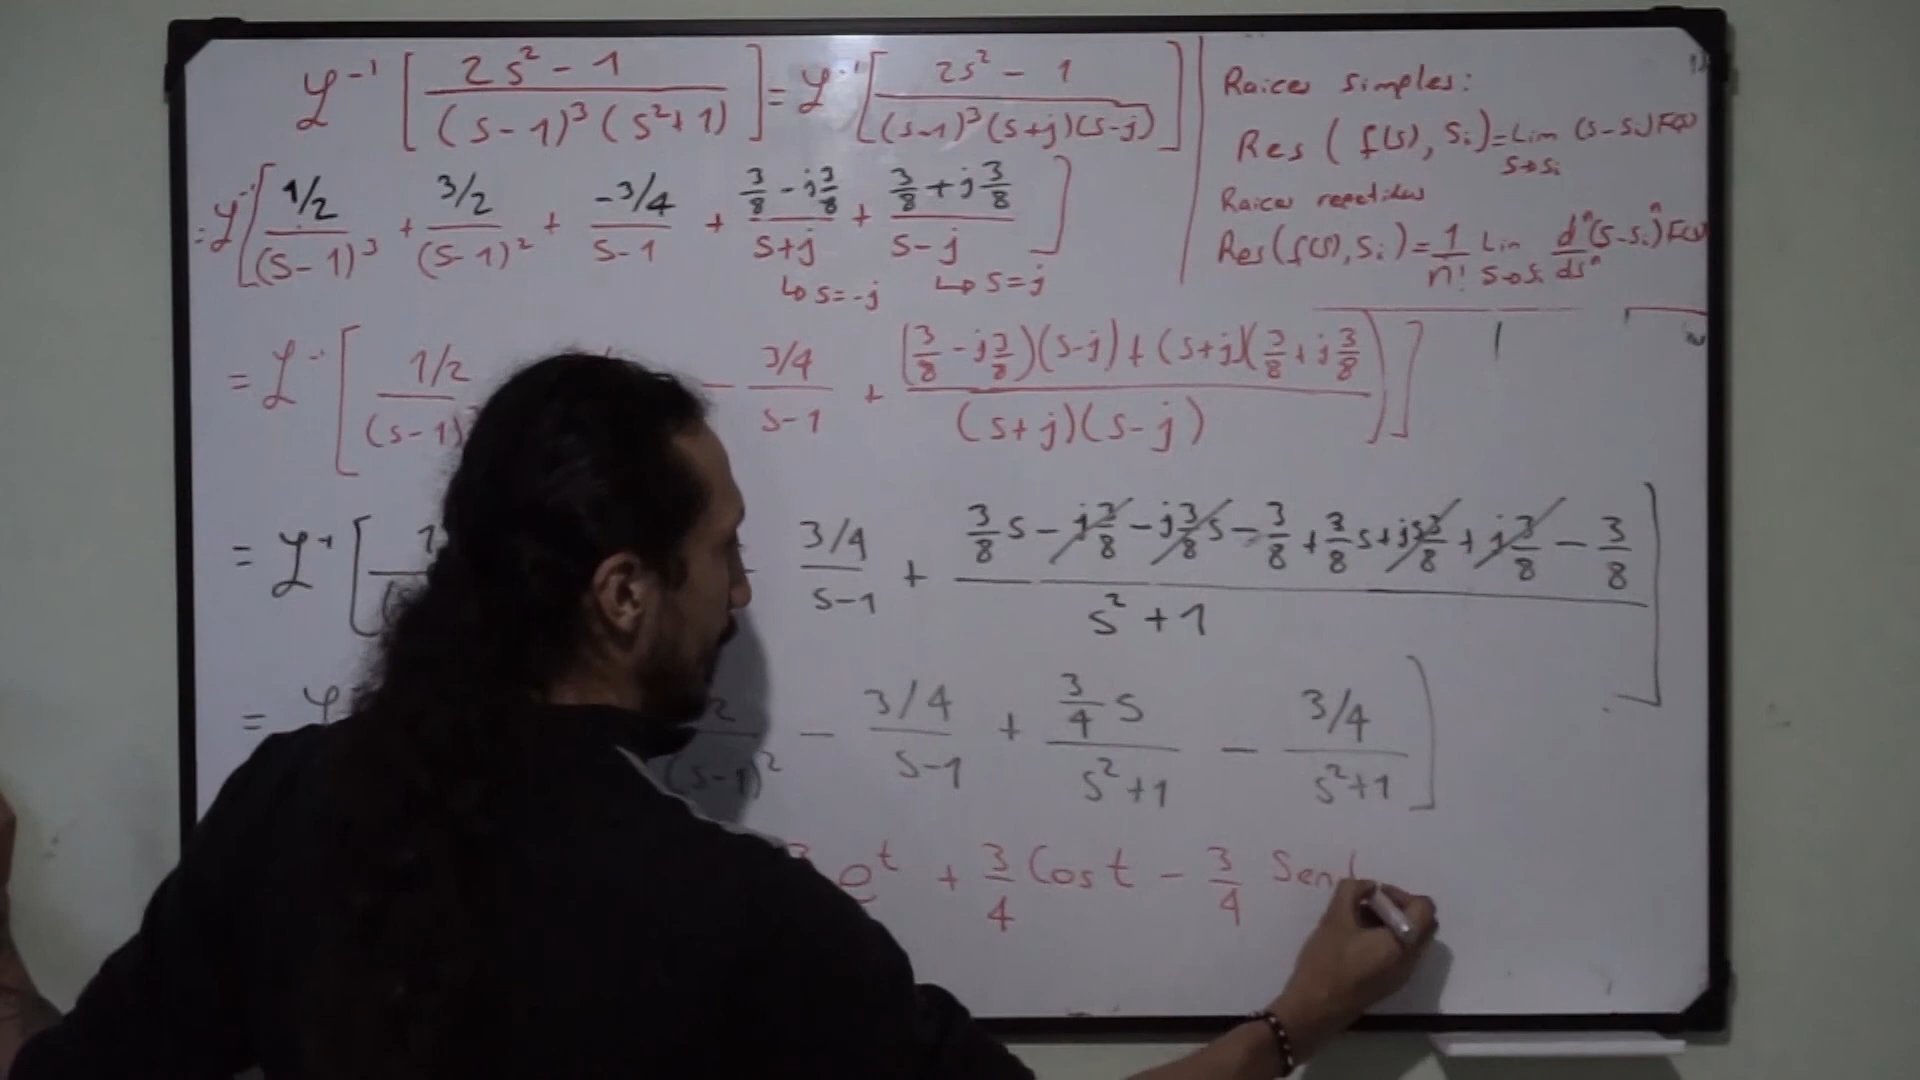 ℒ⁻¹ [ (2s² - 1) / ((s-1)³(s²+1)) ] = ℒ⁻¹ [ (2s² - 1) / ((s-1)³(s+j)(s-j)) ]
= ℒ⁻¹ [ (1/2)/(s-1)³ + (3/2)/(s-1)² + (-3/4)/(s-1) + (3/8 - j3/8)/(s+j) + (3/8 + j3/8)/(s-j) ]
↳ s=-j ↳ s=j
Raices simples:
Res (f(s), si) = Lim s→si (s-si)F(s)
Raices repetidas
Res(f(s), si) = 1/n! Lim s→si dⁿ/dsⁿ (s-si)ⁿ F(s)
= ℒ⁻¹ [ (1/2)/(s-1) - (3/4)/(s-1) + ((3/8 - j3/8)(s-j) + (s+j)(3/8 + j3/8))/((s+j)(s-j)) ]
= ℒ⁻¹ [ (3/4)/(s-1) + (3/8 s - j3/8 - j3/8 s - 3/8 + 3/8 s + js3/8 + j3/8 - 3/8)/(s²+1) ]
= 2/(s-1)² - (3/4)/(s-1) + (3/4 s)/(s²+1) - (3/4)/(s²+1) ]
eᵗ + 3/4 Cos t - 3/4 Sen t